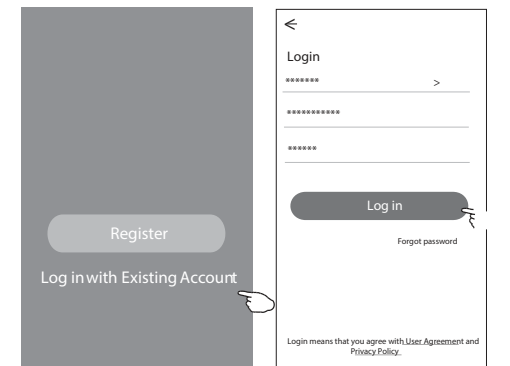 Register
Log in with Existing Account
Login
******* >
***********
******
Log in
Forgot password
Login means that you agree with User Agreement and
Privacy Policy